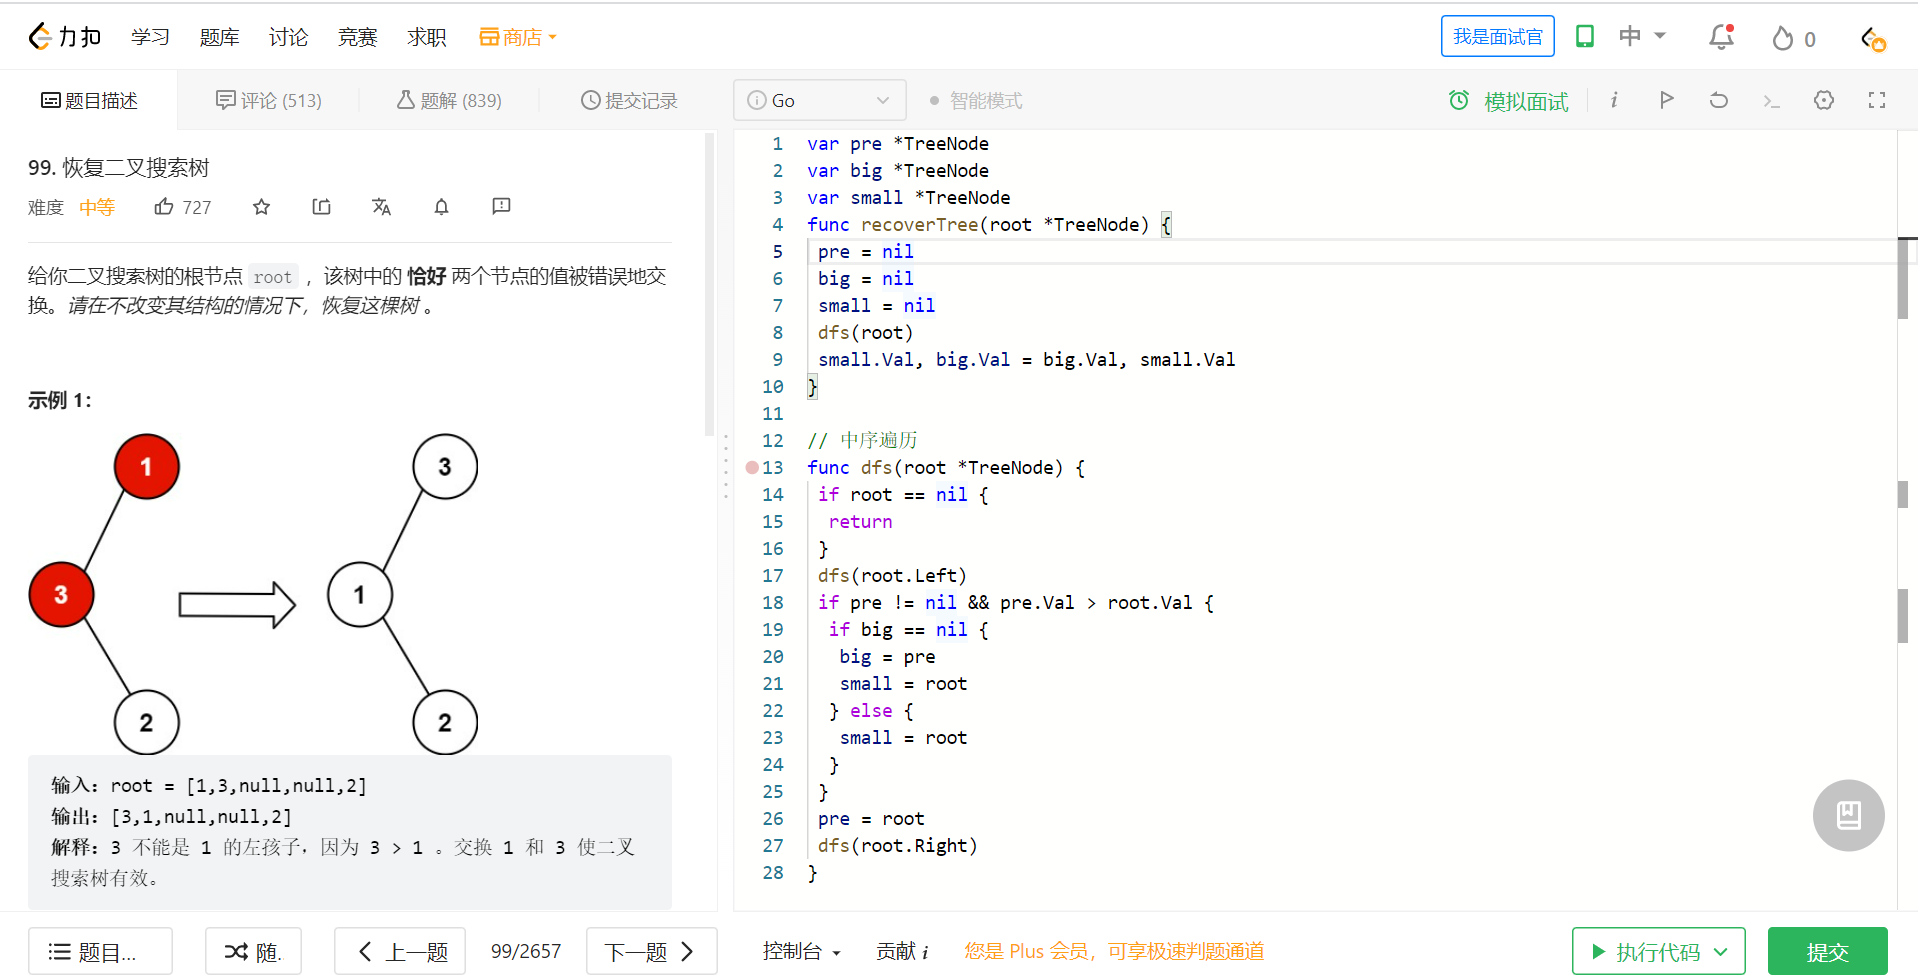 力扣 学习 题库 讨论 竞赛 求职 商店 我是面试官 中 0
题目描述 评论 (513) 题解 (839) 提交记录 i Go 智能模式 模拟面试 i
99. 恢复二叉搜索树
难度 中等 727
给你二叉搜索树的根节点 root ，该树中的 恰好 两个节点的值被错误地交
换。请在不改变其结构的情况下，恢复这棵树 。
示例 1：
1 3
3 1
2 2
输入：root = [1,3,null,null,2]
输出：[3,1,null,null,2]
解释：3 不能是 1 的左孩子，因为 3 > 1 。交换 1 和 3 使二叉
搜索树有效。
1 var pre *TreeNode
2 var big *TreeNode
3 var small *TreeNode
4 func recoverTree(root *TreeNode) {
5 pre = nil
6 big = nil
7 small = nil
8 dfs(root)
9 small.Val, big.Val = big.Val, small.Val
10 }
11
12 // 中序遍历
13 func dfs(root *TreeNode) {
14 if root == nil {
15 return
16 }
17 dfs(root.Left)
18 if pre != nil && pre.Val > root.Val {
19 if big == nil {
20 big = pre
21 small = root
22 } else {
23 small = root
24 }
25 }
26 pre = root
27 dfs(root.Right)
28 }
题目... 随. 上一题 99/2657 下一题 控制台 贡献 i 您是 Plus 会员，可享极速判题通道 执行代码 提交